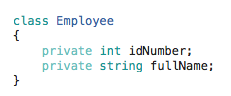 class Employee
{
    private int idNumber;
    private string fullName;
}